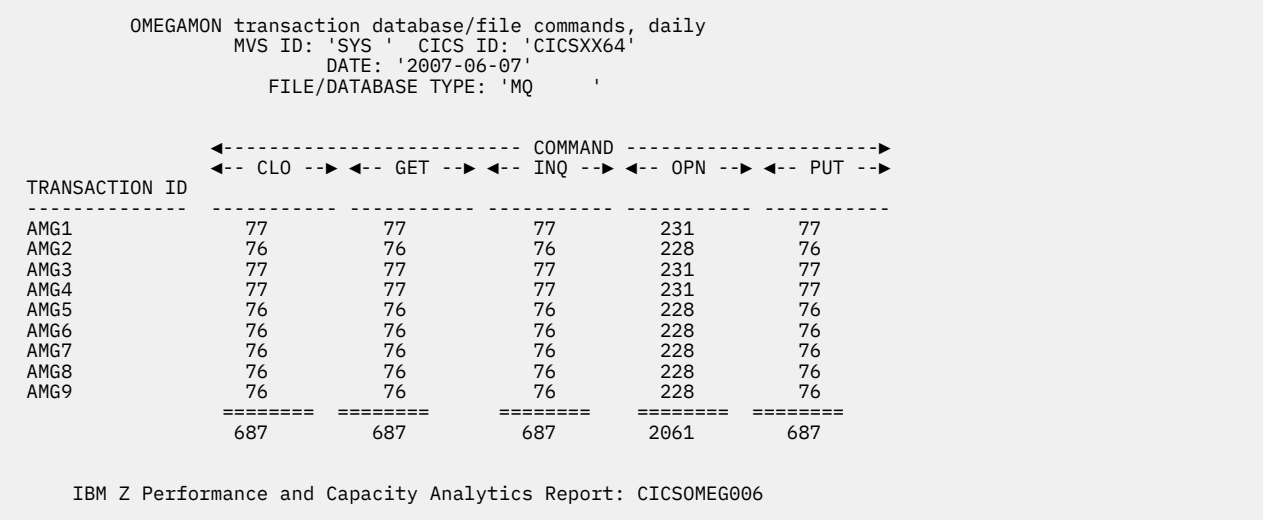 OMEGAMON transaction database/file commands, daily
MVS ID: 'SYS '  CICS ID: 'CICSXX64'
DATE: '2007-06-07'
FILE/DATABASE TYPE: 'MQ      '
◄-------------------------- COMMAND ----------------------►
◄-- CLO --► ◄-- GET --► ◄-- INQ --► ◄-- OPN --► ◄-- PUT --►
TRANSACTION ID
--------------  ----------- ----------- ----------- ----------- -----------
AMG1               77          77           77         231         77
AMG2               76          76           76         228         76
AMG3               77          77           77         231         77
AMG4               77          77           77         231         77
AMG5               76          76           76         228         76
AMG6               76          76           76         228         76
AMG7               76          76           76         228         76
AMG8               76          76           76         228         76
AMG9               76          76           76         228         76
========  ========      ========    ========  ========
687         687          687        2061        687
IBM Z Performance and Capacity Analytics Report: CICSOMEG006